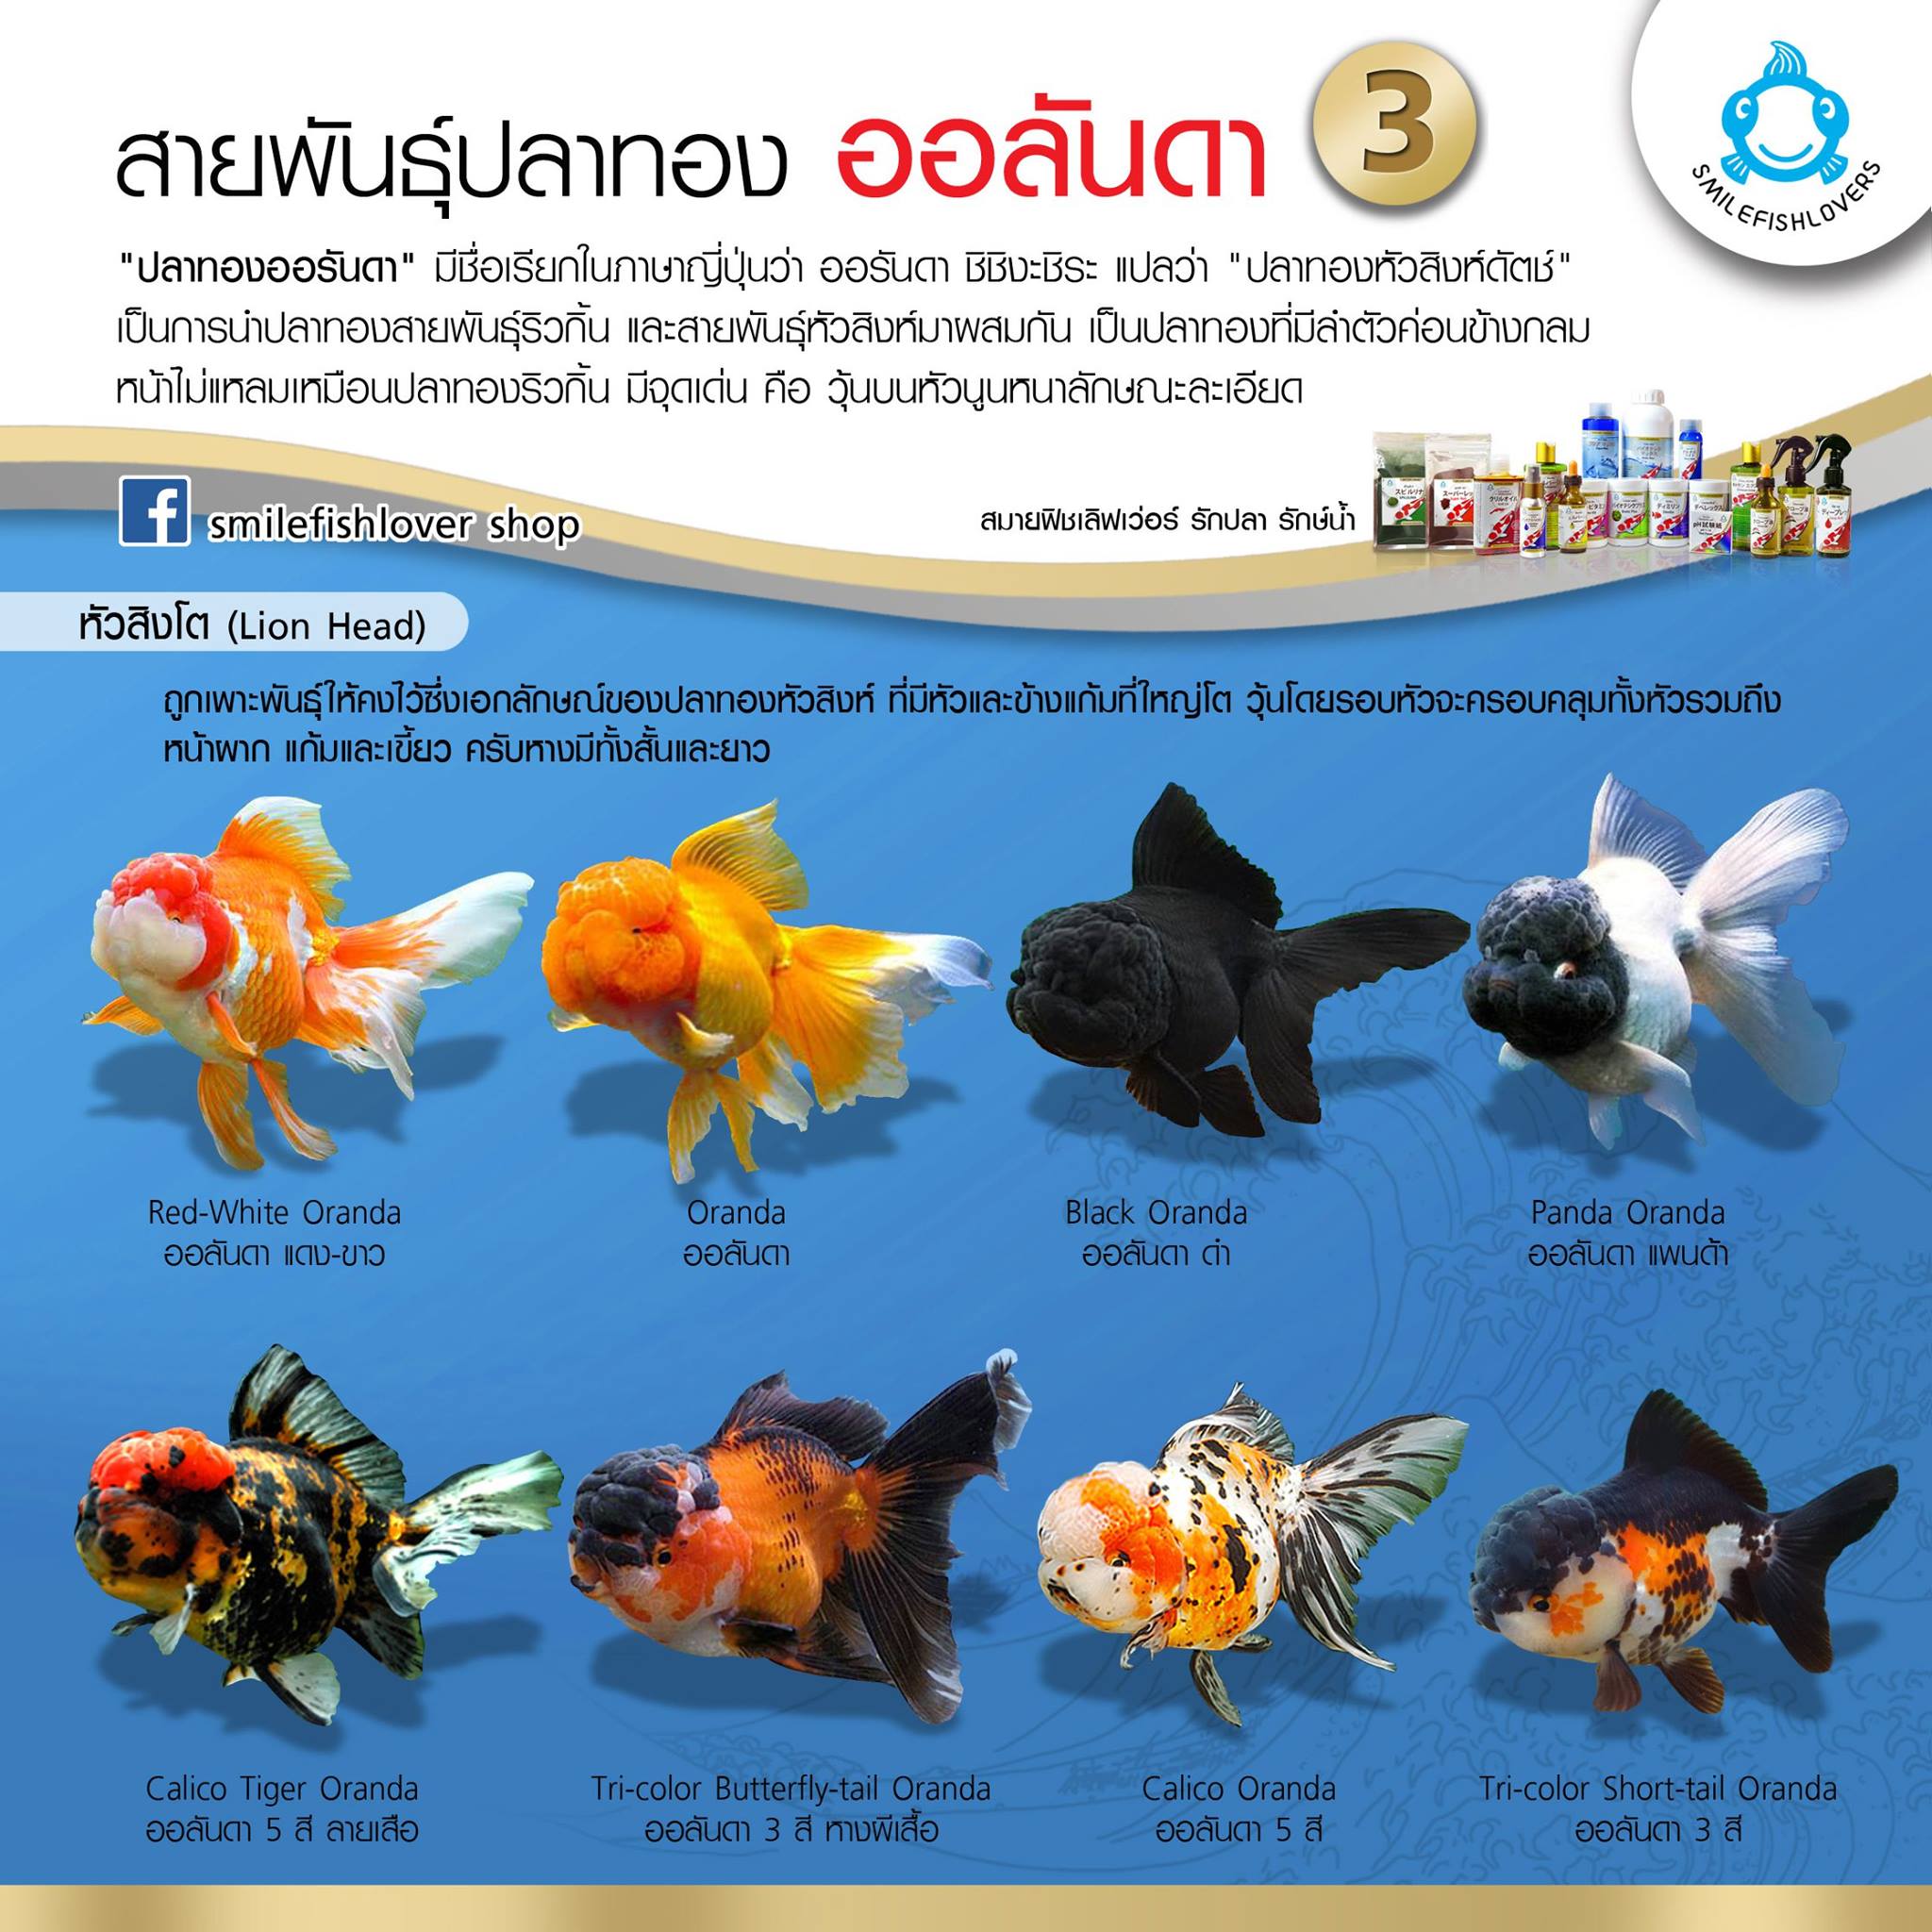 สายพันธุ์ปลาทอง ออลันดา 3
SMILEFISHLOVERS
"ปลาทองออรันดา" มีชื่อเรียกในภาษาญี่ปุ่นว่า ออรันดา ชิชิงะชิระ แปลว่า "ปลาทองหัวสิงห์ดัตช์"
เป็นการนำปลาทองสายพันธุ์ริวกิ้น และสายพันธุ์หัวสิงห์มาผสมกัน เป็นปลาทองที่มีลำตัวค่อนข้างกลม
หน้าไม่แหลมเหมือนปลาทองริวกิ้น มีจุดเด่น คือ วุ้นบนหัวนูนหนาลักษณะละเอียด
f smilefishlover shop
สมายฟิชเลิฟเว่อร์ รักปลา รักษ์น้ำ
หัวสิงโต (Lion Head)
ถูกเพาะพันธุ์ให้คงไว้ซึ่งเอกลักษณ์ของปลาทองหัวสิงห์ ที่มีหัวและข้างแก้มที่ใหญ่โต วุ้นโดยรอบหัวจะครอบคลุมทั้งหัวรวมถึง
หน้าผาก แก้มและเขี้ยว ครีบหางมีทั้งสั้นและยาว
Red-White Oranda
ออลันดา แดง-ขาว
Oranda
ออลันดา
Black Oranda
ออลันดา ดำ
Panda Oranda
ออลันดา แพนด้า
Calico Tiger Oranda
ออลันดา 5 สี ลายเสือ
Tri-color Butterfly-tail Oranda
ออลันดา 3 สี หางผีเสื้อ
Calico Oranda
ออลันดา 5 สี
Tri-color Short-tail Oranda
ออลันดา 3 สี